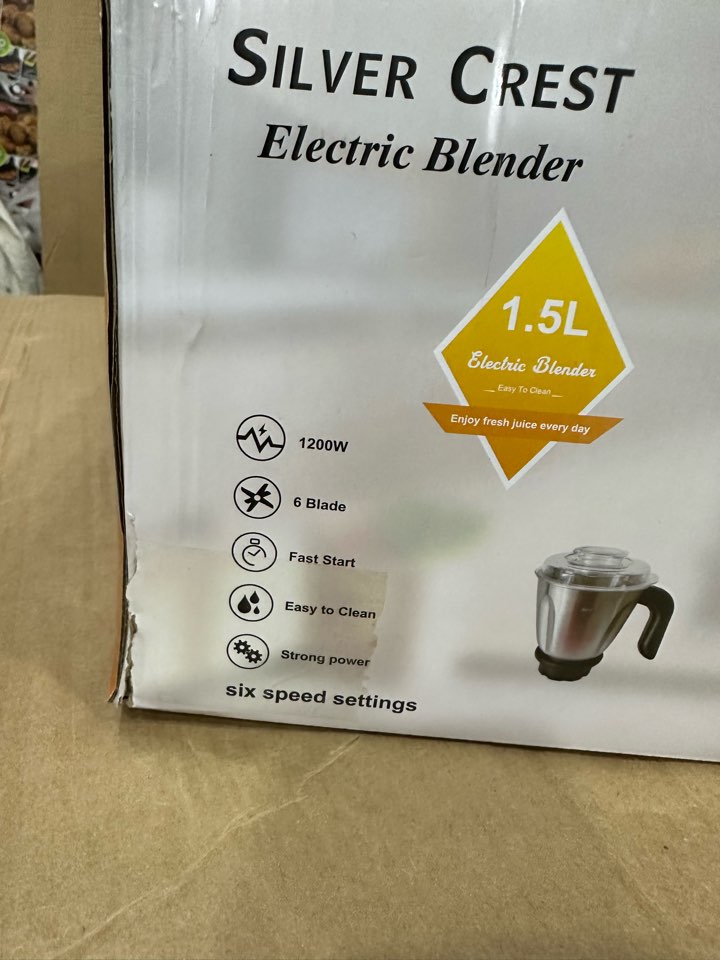 SILVER CREST
Electric Blender
1.5L
Electric Blender
Easy To Clean
Enjoy fresh juice every day
1200W
6 Blade
Fast Start
Easy to Clean
Strong power
six speed settings